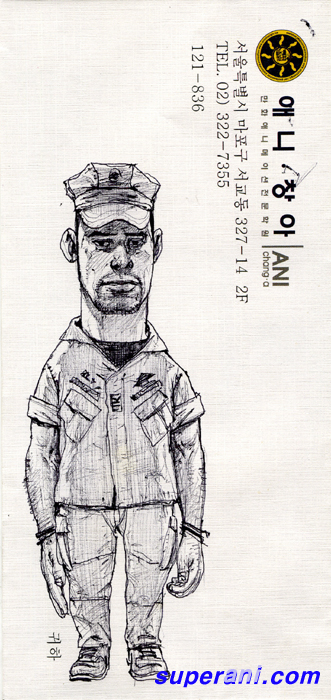 애니창아
만화애니메이션전문학원
ANI
chang a
서울특별시 마포구 서교동 327-14 2F
TEL. 02) 322-7355
121-836
귀하
superani.com